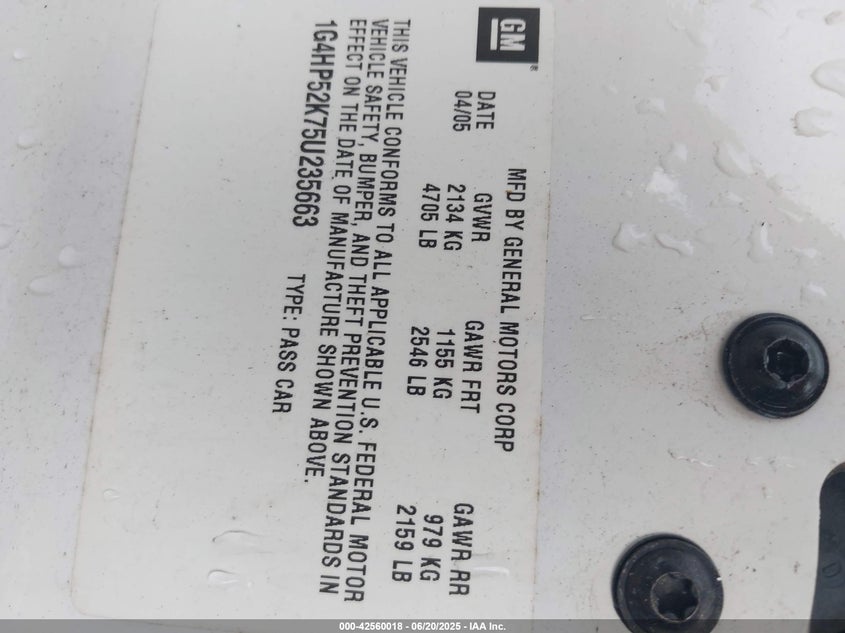 GM®
MFD BY GENERAL MOTORS CORP
DATE GVWR GAWR FRT GAWR RR
04/05 2134 KG 1155 KG 979 KG
4705 LB 2546 LB 2159 LB
THIS VEHICLE CONFORMS TO ALL APPLICABLE U.S. FEDERAL MOTOR
VEHICLE SAFETY, BUMPER, AND THEFT PREVENTION STANDARDS IN
EFFECT ON THE DATE OF MANUFACTURE SHOWN ABOVE.
1G4HP52K75U235663 TYPE: PASS CAR
000-42560018 - 06/20/2025 - IAA Inc.